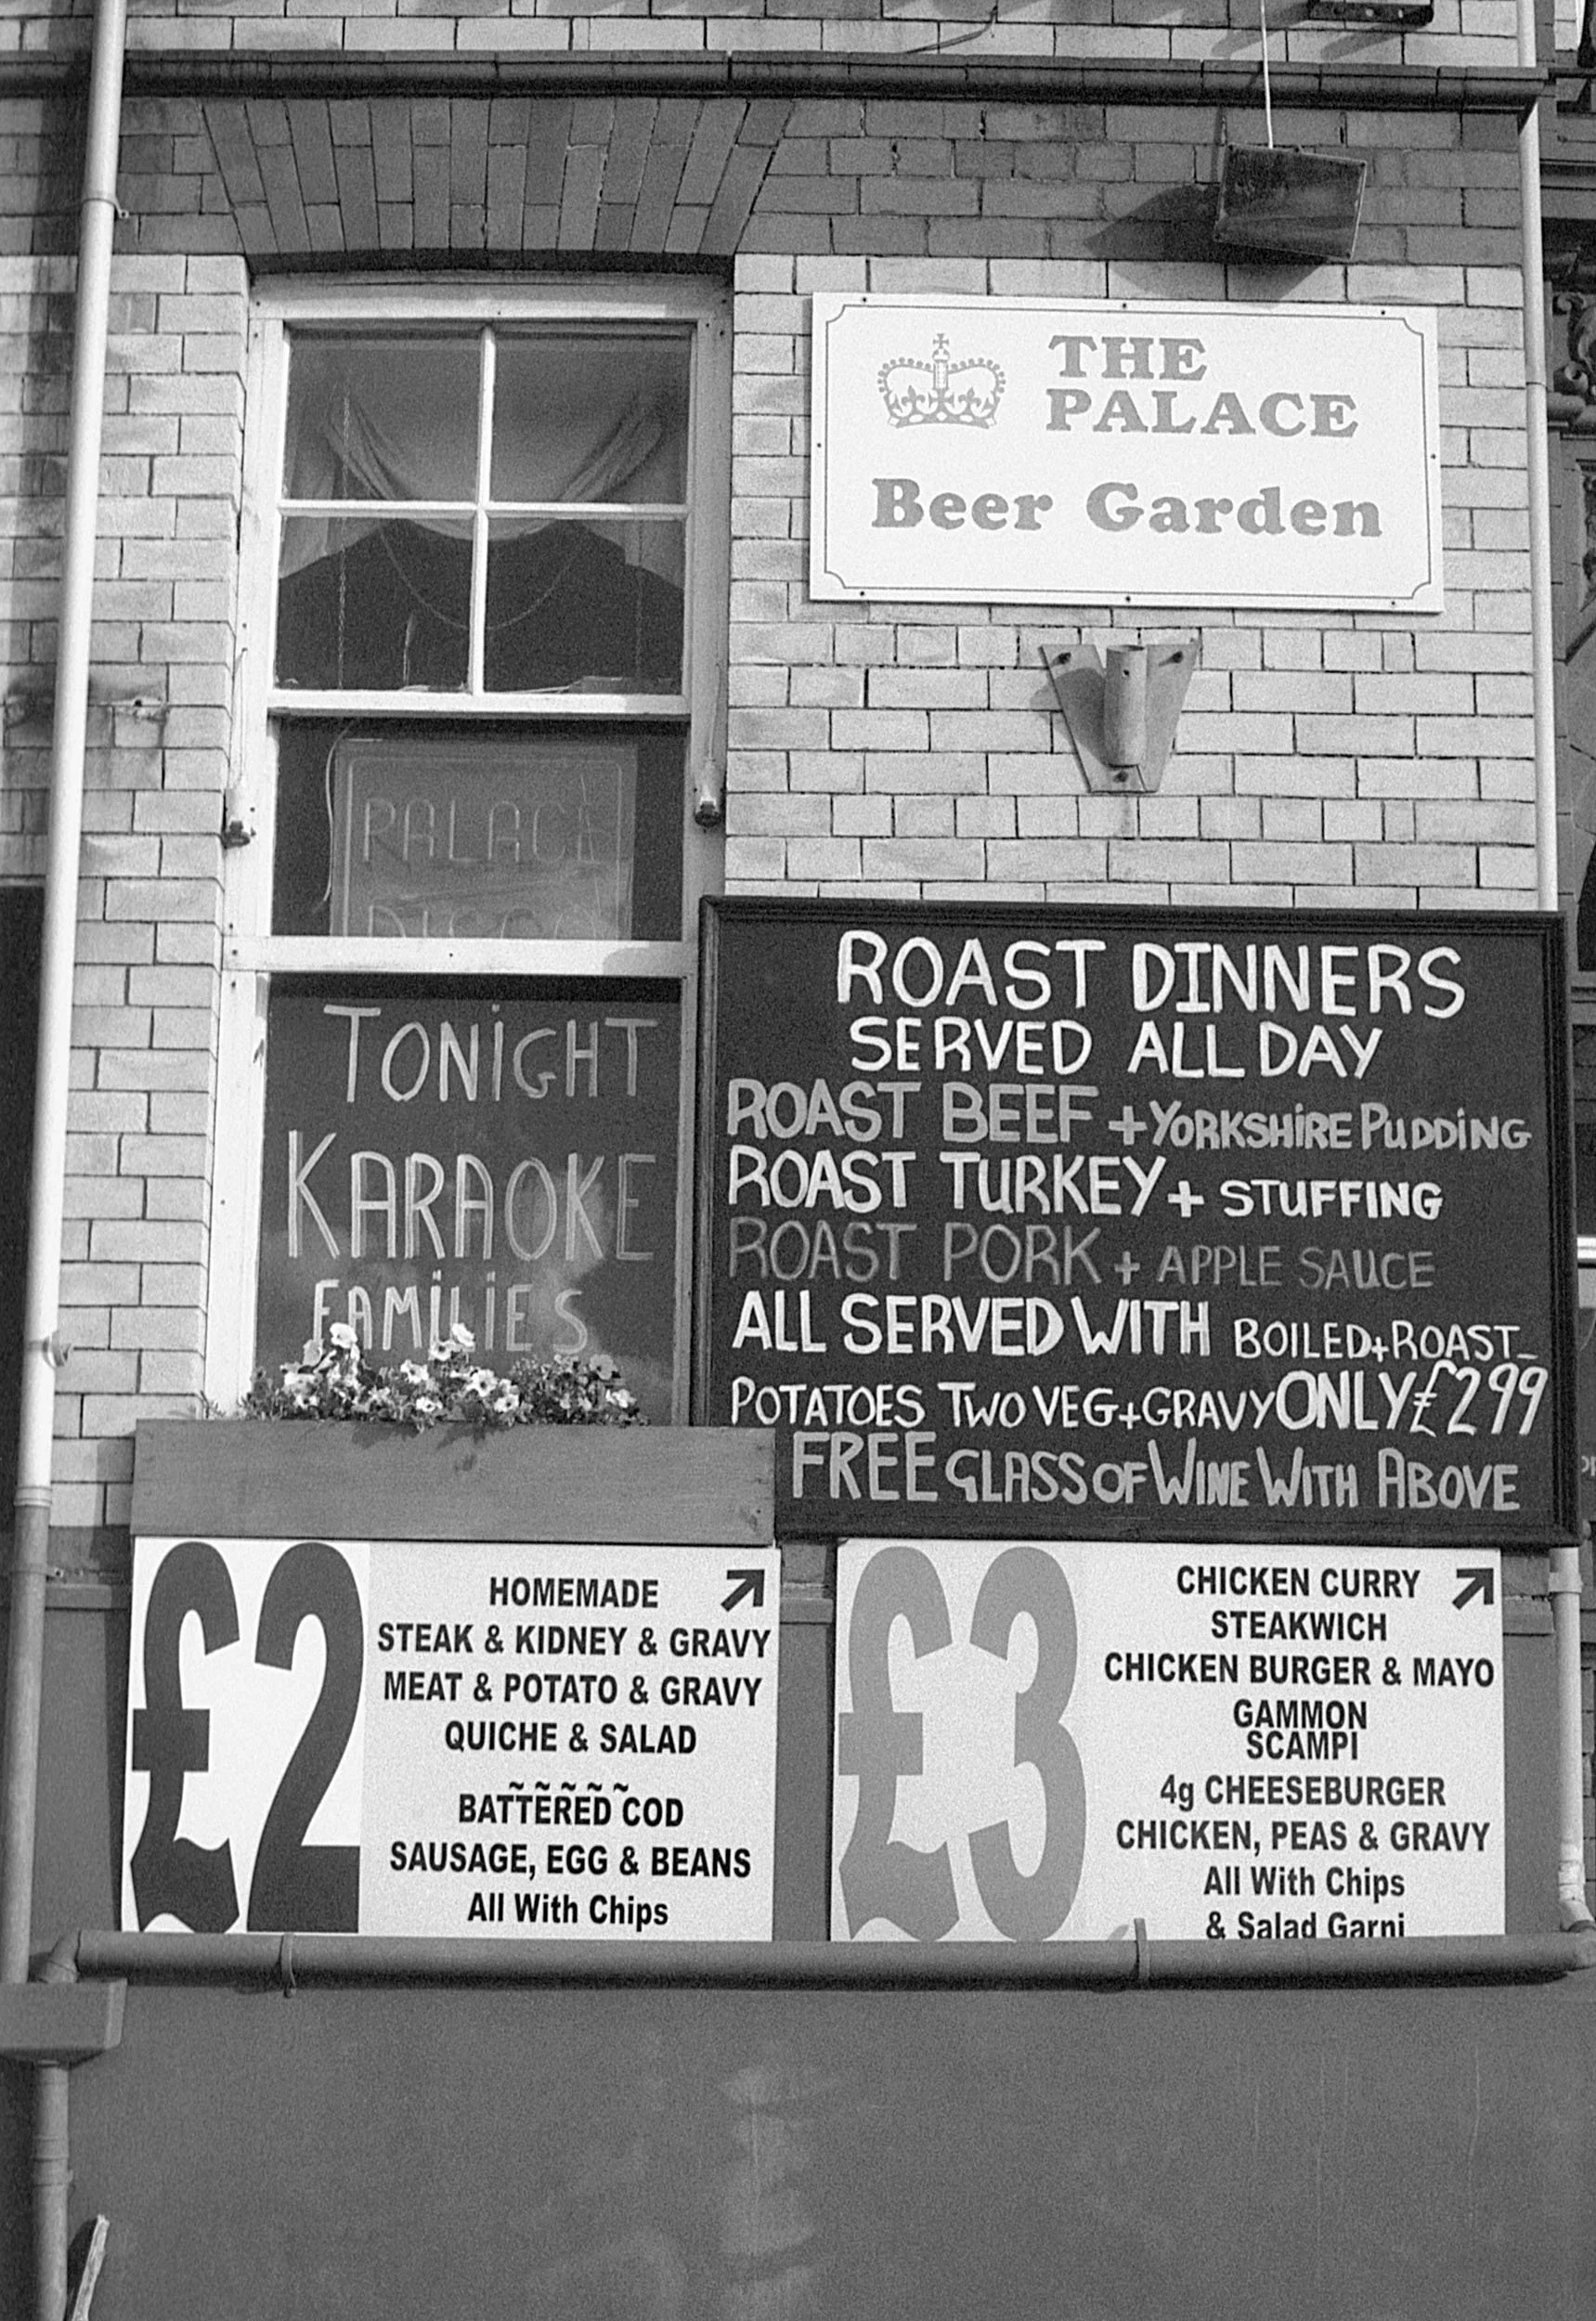 THE
PALACE
Beer Garden
PALACE
DISCO
TONiGHT
KARAOKE
FAMiLiES
ROAST DINNERS
SERVED ALL DAY
ROAST BEEF + YORKSHiRE PUDDiNG
ROAST TURKEY + STUFFING
ROAST PORK + APPLE SAUCE
ALL SERVED WITH BOILED + ROAST
POTATOES TWO VEG + GRAVY ONLY £299
FREE GLASS OF WINE WITH ABOVE
£2
HOMEMADE
STEAK & KIDNEY & GRAVY
MEAT & POTATO & GRAVY
QUICHE & SALAD
~ ~ ~ ~ ~
BATTERED COD
SAUSAGE, EGG & BEANS
All With Chips
£3
CHICKEN CURRY
STEAKWICH
CHICKEN BURGER & MAYO
GAMMON
SCAMPI
4g CHEESEBURGER
CHICKEN, PEAS & GRAVY
All With Chips
& Salad Garni